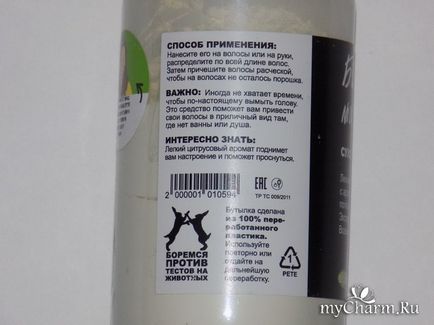 СПОСОБ ПРИМЕНЕНИЯ:
Нанесите его на волосы или на руки,
распределите по всей длине волос.
Затем причешите волосы расческой,
чтобы на волосах не осталось порошка.
ВАЖНО: Иногда не хватает времени,
чтобы по-настоящему вымыть голову.
Это средство поможет вам привести
свои волосы в приличный вид там,
где нет ванны или душа.
ИНТЕРЕСНО ЗНАТЬ:
Легкий цитрусовый аромат поднимет
вам настроение и поможет проснуться.
2 000001 010594
EAC
ТР ТС 009/2011
БОРЕМСЯ
ПРОТИВ
ТЕСТОВ НА
ЖИВОТНЫХ
Бутылка сделана
из 100% пере-
работанного
пластика.
Используйте
повторно или
отдайте на
дальнейшую
переработку.
1
PETE
myCharm.Ru